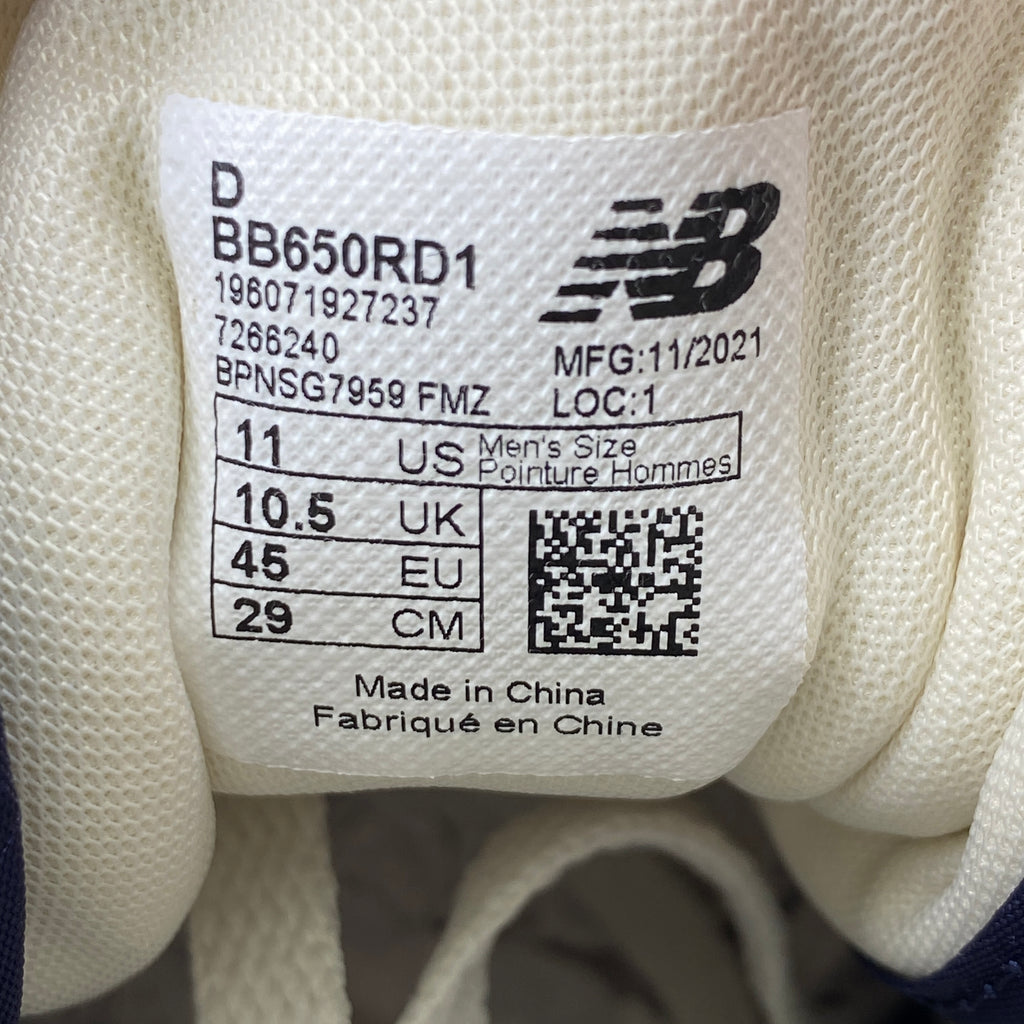 D
BB650RD1
196071927237
7266240
BPNSG7959 FMZ
NB
MFG:11/2021
LOC:1
11 US Men's Size
Pointure Hommes
10.5 UK
45 EU
29 CM
Made in China
Fabriqué en Chine